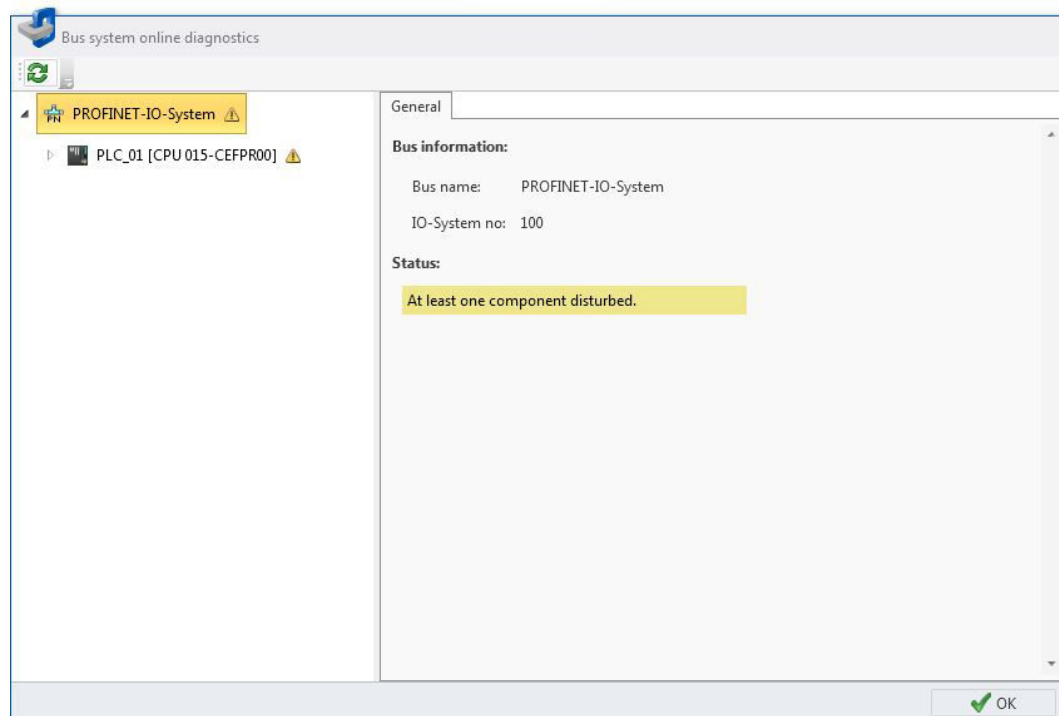 Bus system online diagnostics
PROFINET-IO-System
PLC_01 [CPU 015-CEFPR00]
General
Bus information:
Bus name: PROFINET-IO-System
IO-System no: 100
Status:
At least one component disturbed.
OK